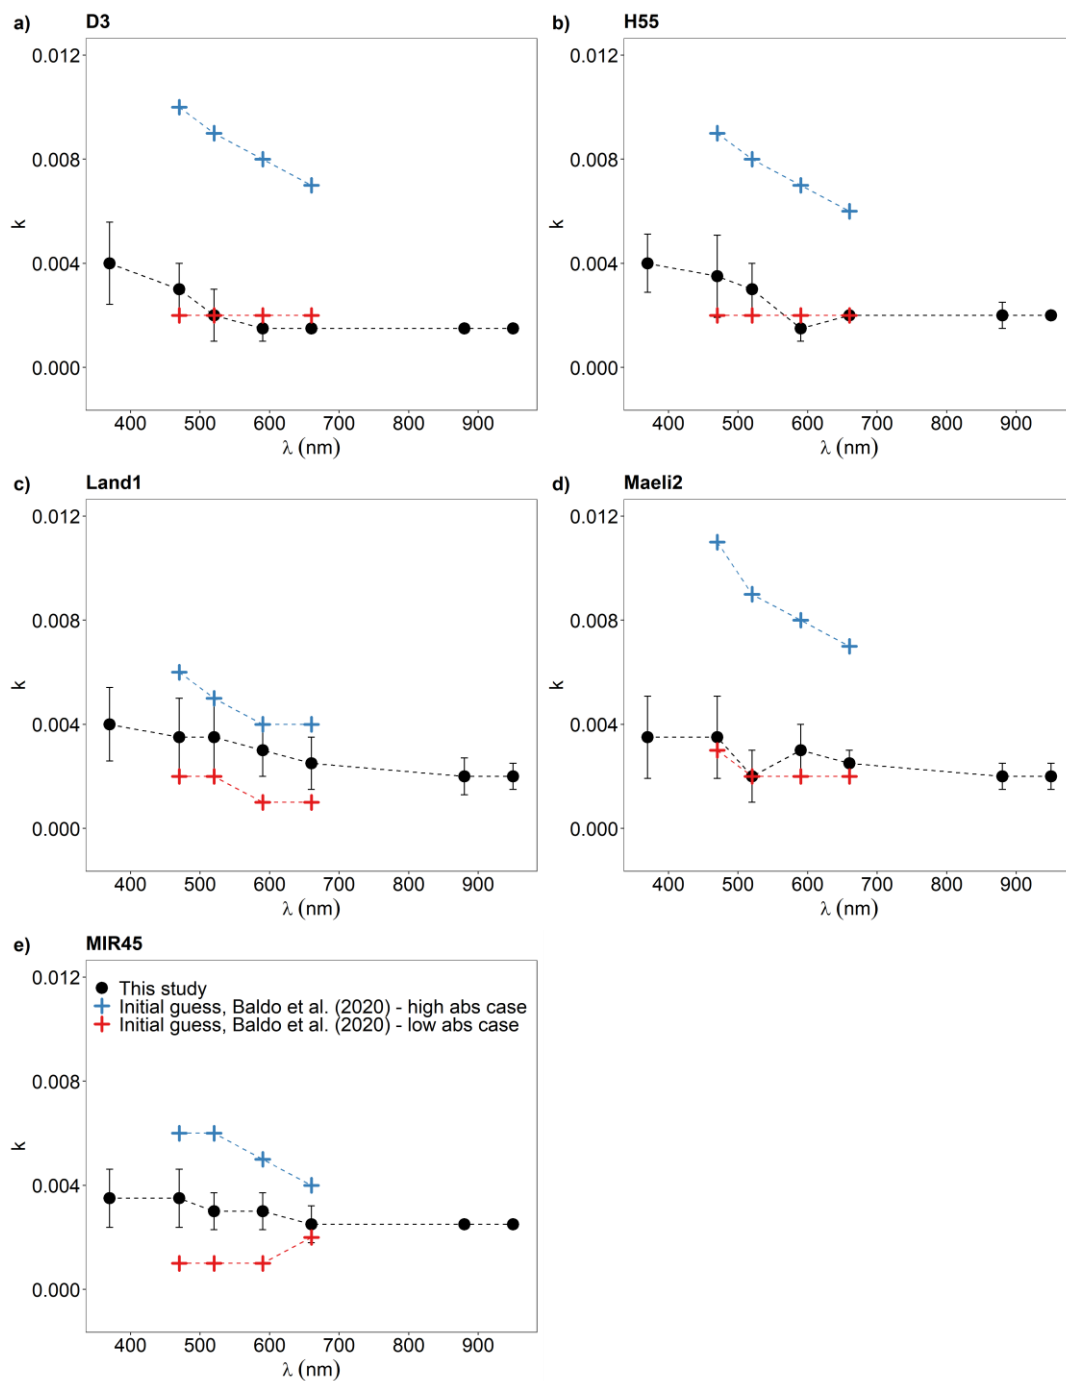 a) D3
0.012
0.008
k
0.004
0.000
400 500 600 700 800 900
λ (nm)
b) H55
0.012
0.008
k
0.004
0.000
400 500 600 700 800 900
λ (nm)
c) Land1
0.012
0.008
k
0.004
0.000
400 500 600 700 800 900
λ (nm)
d) Maeli2
0.012
0.008
k
0.004
0.000
400 500 600 700 800 900
λ (nm)
e) MIR45
0.012
This study
Initial guess, Baldo et al. (2020) - high abs case
Initial guess, Baldo et al. (2020) - low abs case
0.008
k
0.004
0.000
400 500 600 700 800 900
λ (nm)